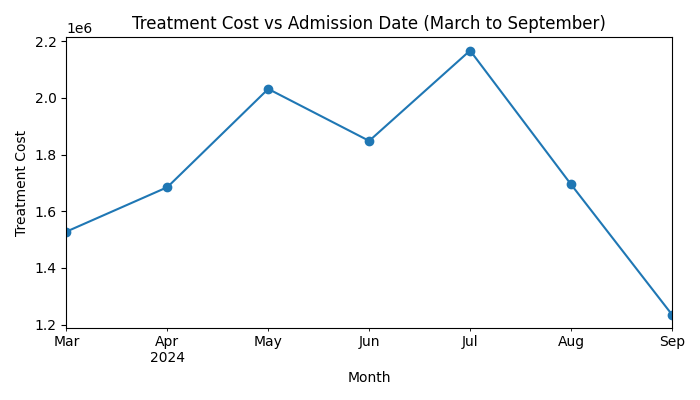 Treatment Cost vs Admission Date (March to September)
1e6
2.2
2.0
1.8
1.6
1.4
1.2
Treatment Cost
Mar Apr May Jun Jul Aug Sep
2024
Month